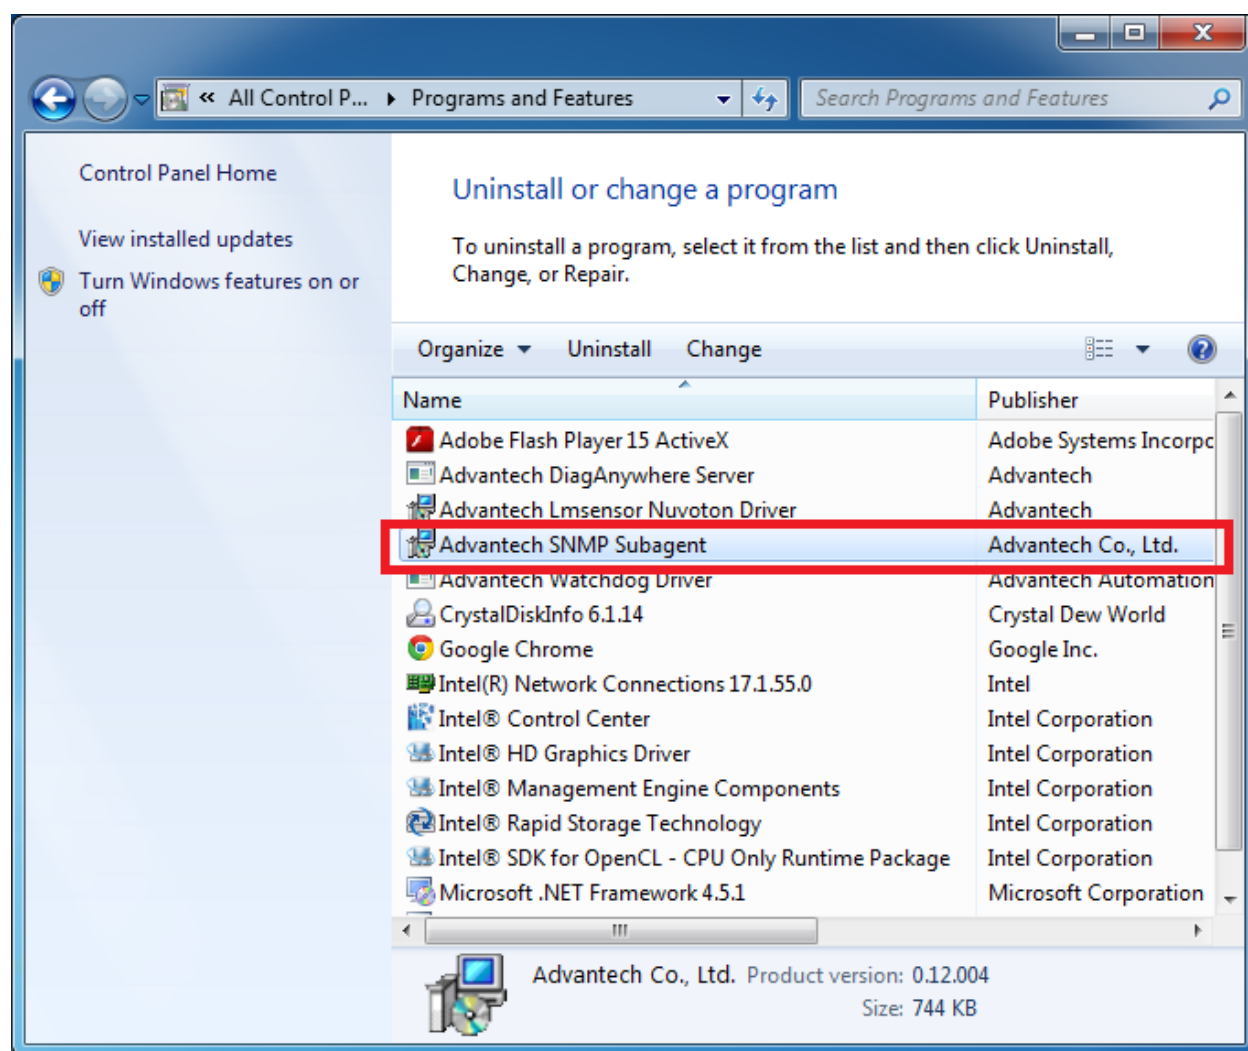 « All Control P... Programs and Features Search Programs and Features
Control Panel Home
View installed updates
Turn Windows features on or
off
Uninstall or change a program
To uninstall a program, select it from the list and then click Uninstall,
Change, or Repair.
Organize Uninstall Change
Name Publisher
Adobe Flash Player 15 ActiveX Adobe Systems Incorpc
Advantech DiagAnywhere Server Advantech
Advantech Lmsensor Nuvoton Driver Advantech
Advantech SNMP Subagent Advantech Co., Ltd.
Advantech Watchdog Driver Advantech Automation
CrystalDiskInfo 6.1.14 Crystal Dew World
Google Chrome Google Inc.
Intel(R) Network Connections 17.1.55.0 Intel
Intel® Control Center Intel Corporation
Intel® HD Graphics Driver Intel Corporation
Intel® Management Engine Components Intel Corporation
Intel® Rapid Storage Technology Intel Corporation
Intel® SDK for OpenCL - CPU Only Runtime Package Intel Corporation
Microsoft .NET Framework 4.5.1 Microsoft Corporation
Advantech Co., Ltd. Product version: 0.12.004
Size: 744 KB